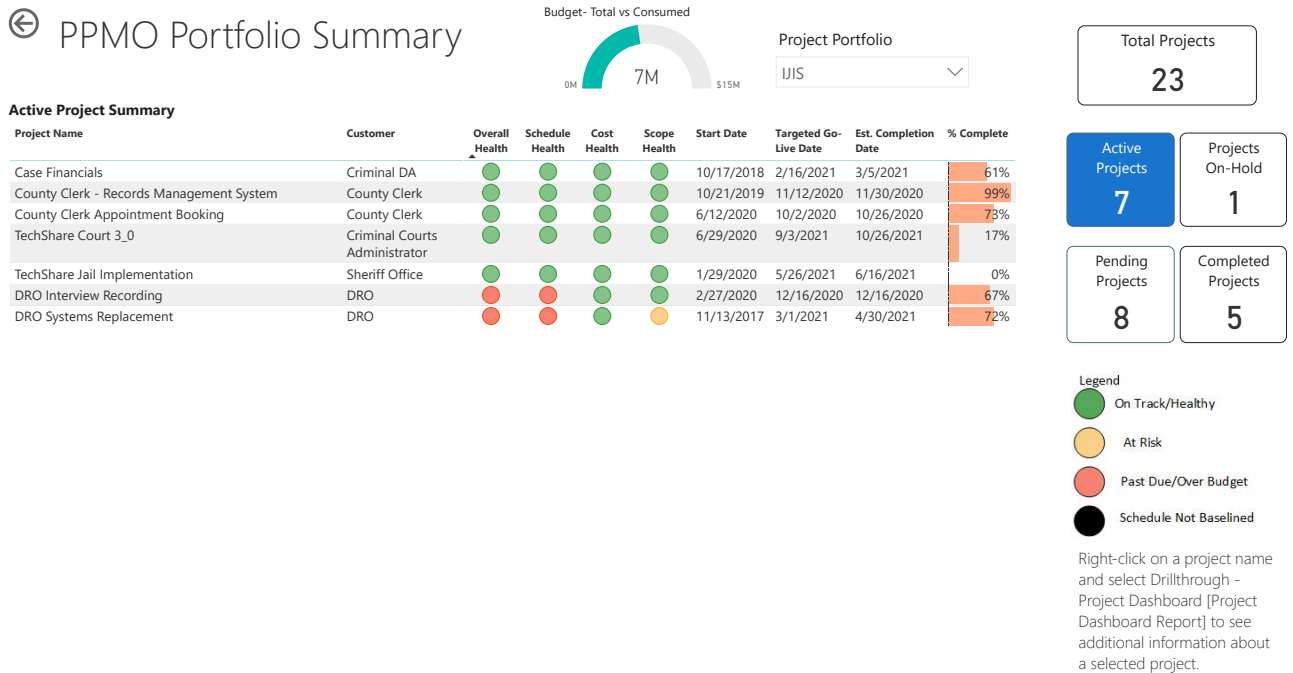 PPMO Portfolio Summary
Budget- Total vs Consumed
7M
0M
$15M
Project Portfolio
IJIS
Total Projects
23
Active Project Summary
Project Name Customer Overall Health Schedule Health Cost Health Scope Health Start Date Targeted Go-Live Date Est. Completion Date % Complete
Case Financials Criminal DA 10/17/2018 2/16/2021 3/5/2021 61%
County Clerk - Records Management System County Clerk 10/21/2019 11/12/2020 11/30/2020 99%
County Clerk Appointment Booking County Clerk 6/12/2020 10/2/2020 10/26/2020 73%
TechShare Court 3_0 Criminal Courts Administrator 6/29/2020 9/3/2021 10/26/2021 17%
TechShare Jail Implementation Sheriff Office 1/29/2020 5/26/2021 6/16/2021 0%
DRO Interview Recording DRO 2/27/2020 12/16/2020 12/16/2020 67%
DRO Systems Replacement DRO 11/13/2017 3/1/2021 4/30/2021 72%
Active
Projects
7
Projects
On-Hold
1
Pending
Projects
8
Completed
Projects
5
Legend
On Track/Healthy
At Risk
Past Due/Over Budget
Schedule Not Baselined
Right-click on a project name
and select Drillthrough -
Project Dashboard [Project
Dashboard Report] to see
additional information about
a selected project.